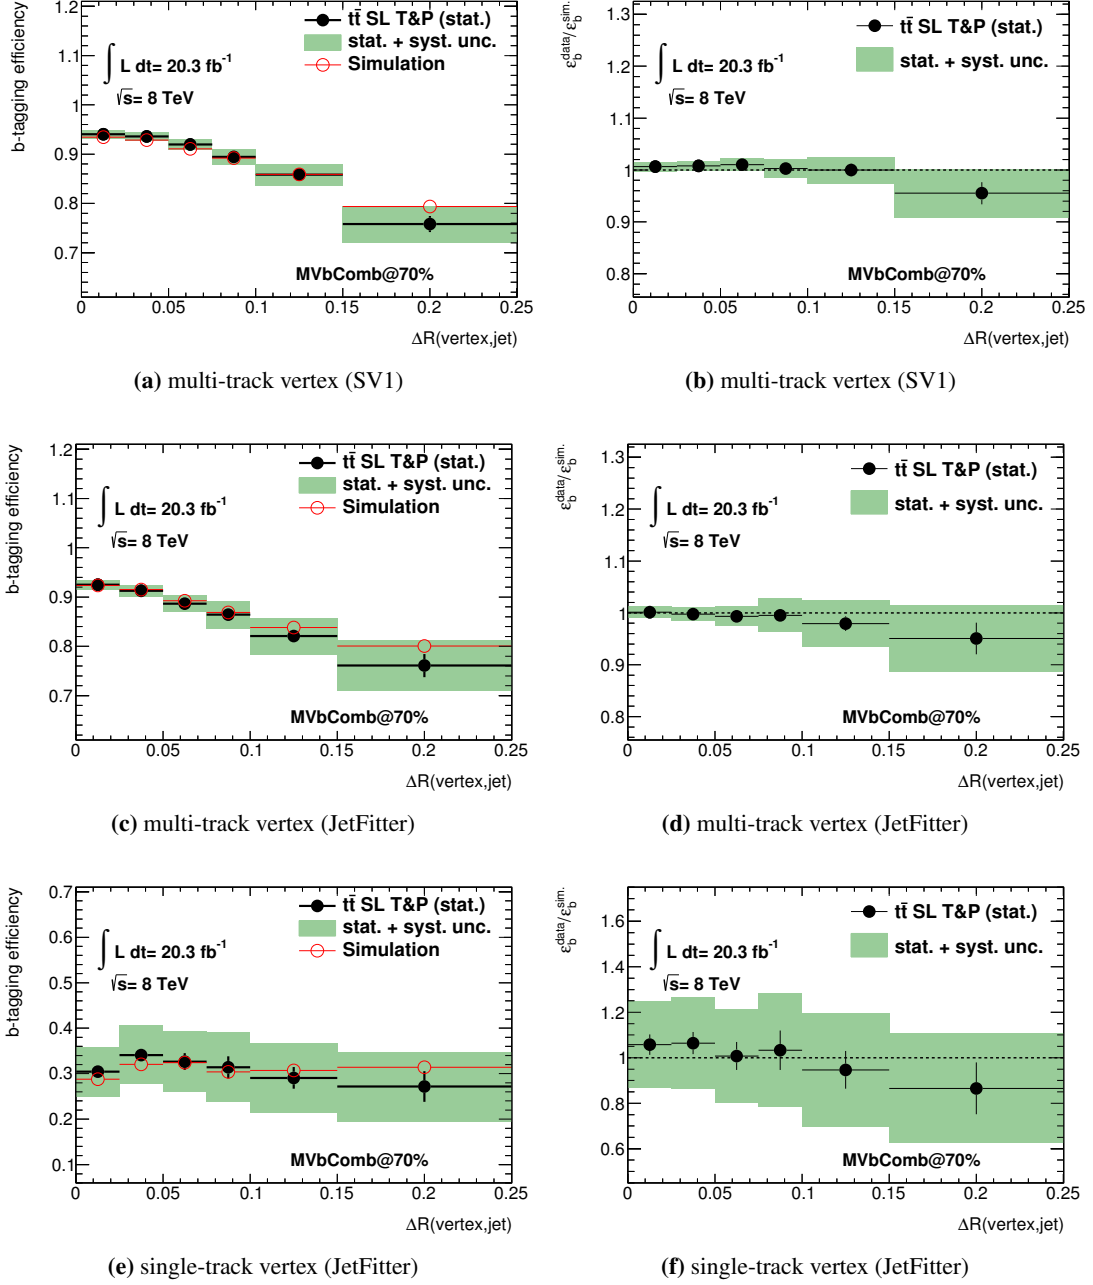 b-tagging efficiency
1.2
1.1
1
0.9
0.8
0.7
tt̄ SL T&P (stat.)
stat. + syst. unc.
Simulation
∫ L dt= 20.3 fb⁻¹
√s= 8 TeV
MVbComb@70%
0 0.05 0.1 0.15 0.2 0.25
ΔR(vertex,jet)
(a) multi-track vertex (SV1)
ε_b^data/ε_b^sim.
1.3
1.2
1.1
1
0.9
0.8
tt̄ SL T&P (stat.)
stat. + syst. unc.
∫ L dt= 20.3 fb⁻¹
√s= 8 TeV
MVbComb@70%
0 0.05 0.1 0.15 0.2 0.25
ΔR(vertex,jet)
(b) multi-track vertex (SV1)
b-tagging efficiency
1.2
1.1
1
0.9
0.8
0.7
tt̄ SL T&P (stat.)
stat. + syst. unc.
Simulation
∫ L dt= 20.3 fb⁻¹
√s= 8 TeV
MVbComb@70%
0 0.05 0.1 0.15 0.2 0.25
ΔR(vertex,jet)
(c) multi-track vertex (JetFitter)
ε_b^data/ε_b^sim.
1.3
1.2
1.1
1
0.9
0.8
tt̄ SL T&P (stat.)
stat. + syst. unc.
∫ L dt= 20.3 fb⁻¹
√s= 8 TeV
MVbComb@70%
0 0.05 0.1 0.15 0.2 0.25
ΔR(vertex,jet)
(d) multi-track vertex (JetFitter)
b-tagging efficiency
0.7
0.6
0.5
0.4
0.3
0.2
0.1
tt̄ SL T&P (stat.)
stat. + syst. unc.
Simulation
∫ L dt= 20.3 fb⁻¹
√s= 8 TeV
MVbComb@70%
0 0.05 0.1 0.15 0.2 0.25
ΔR(vertex,jet)
(e) single-track vertex (JetFitter)
ε_b^data/ε_b^sim.
1.6
1.4
1.2
1
0.8
0.6
tt̄ SL T&P (stat.)
stat. + syst. unc.
∫ L dt= 20.3 fb⁻¹
√s= 8 TeV
MVbComb@70%
0 0.05 0.1 0.15 0.2 0.25
ΔR(vertex,jet)
(f) single-track vertex (JetFitter)